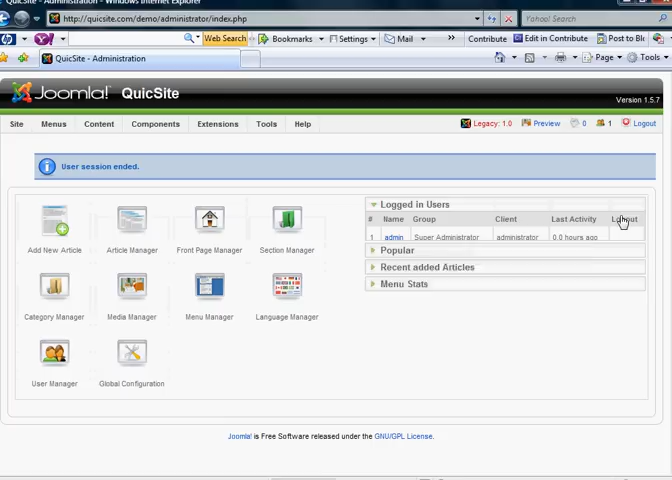 QuicSite - Administration - Windows Internet Explorer
http://quicsite.com/demo/administrator/index.php
Yahoo! Search
Web Search Bookmarks Settings Mail >> Contribute Edit in Contribute Post to Blo
QuicSite - Administration Page Tools
Joomla! QuicSite Version 1.5.7
Site Menus Content Components Extensions Tools Help Legacy: 1.0 Preview 0 1 Logout
User session ended.
Logged in Users
# Name Group Client Last Activity Logout
1 admin Super Administrator administrator 0.0 hours ago
Popular
Recent added Articles
Menu Stats
Add New Article Article Manager Front Page Manager Section Manager
Category Manager Media Manager Menu Manager Language Manager
User Manager Global Configuration
Joomla! is Free Software released under the GNU/GPL License.